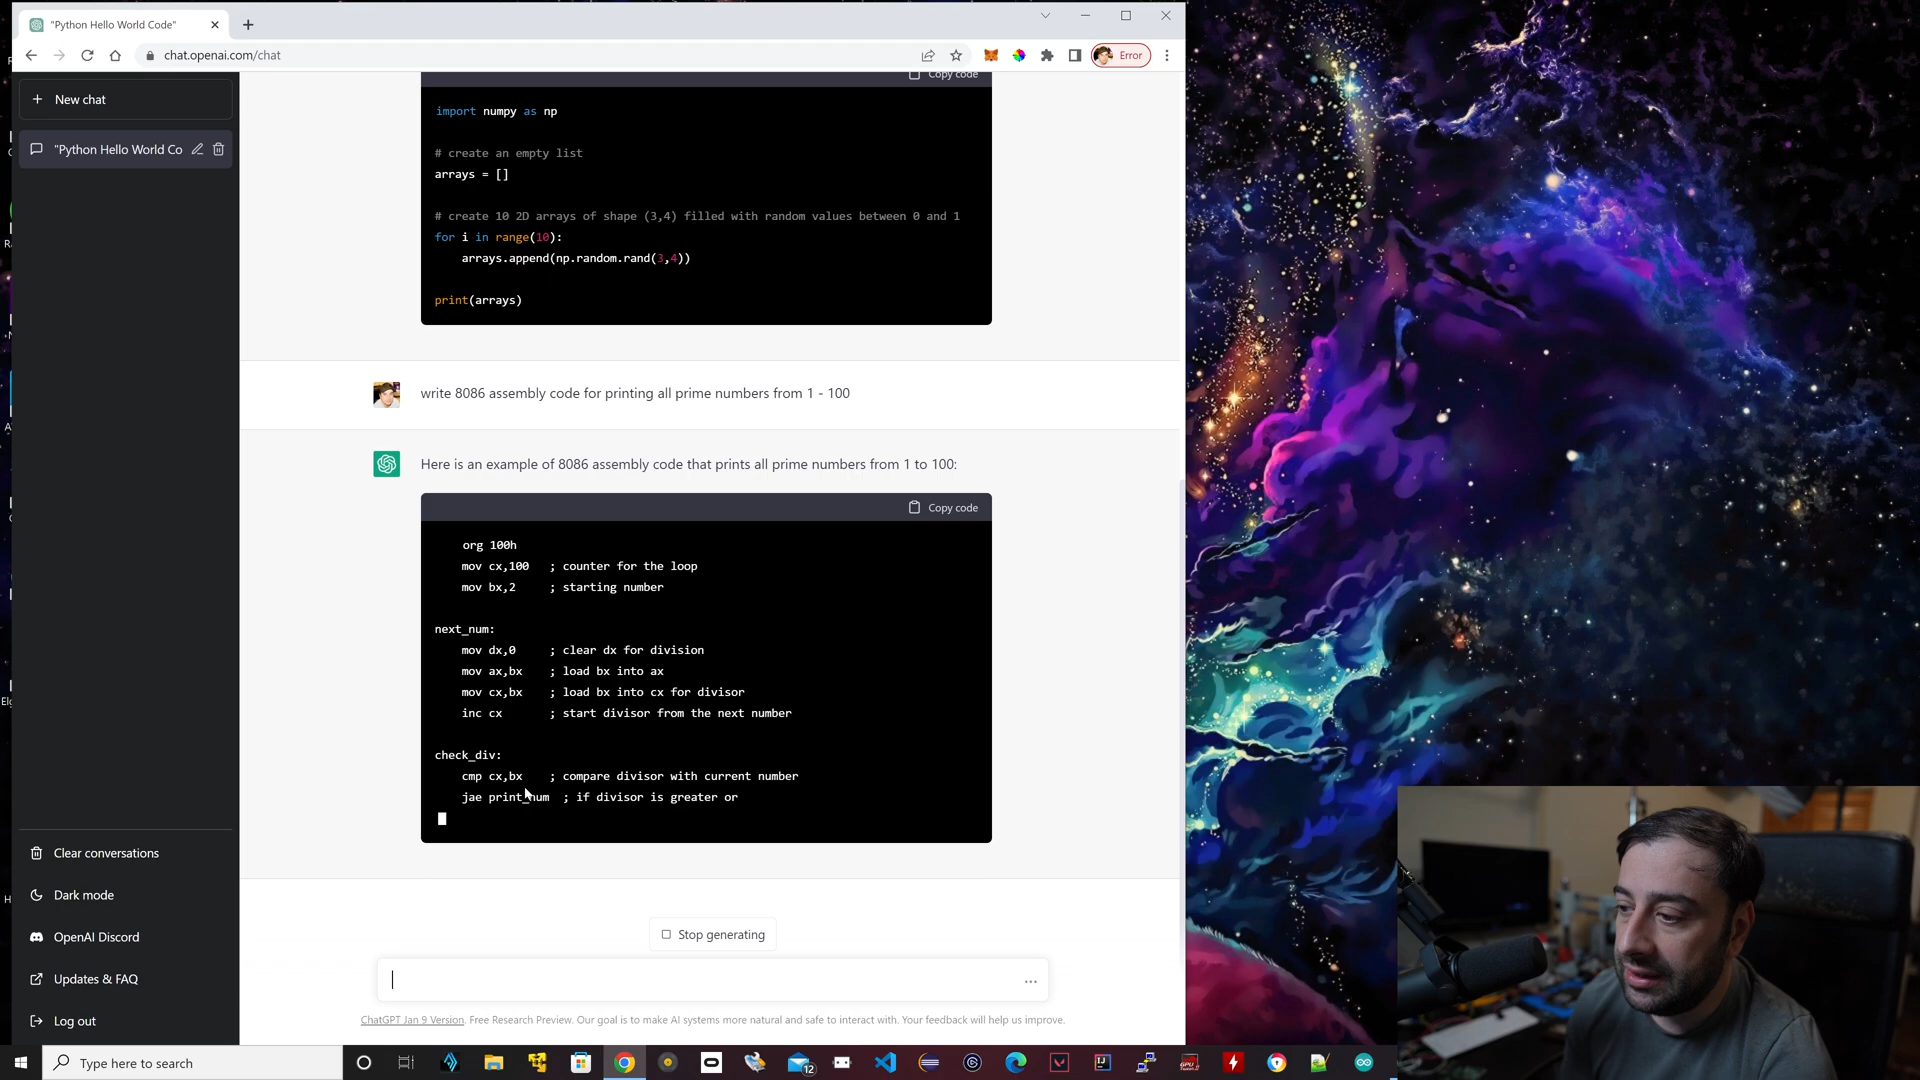 "Python Hello World Code"
chat.openai.com/chat
Error
New chat
"Python Hello World Co
Copy code
import numpy as np
# create an empty list
arrays = []
# create 10 2D arrays of shape (3,4) filled with random values between 0 and 1
for i in range(10):
arrays.append(np.random.rand(3,4))
print(arrays)
write 8086 assembly code for printing all prime numbers from 1 - 100
Here is an example of 8086 assembly code that prints all prime numbers from 1 to 100:
Copy code
org 100h
mov cx,100 ; counter for the loop
mov bx,2 ; starting number
next_num:
mov dx,0 ; clear dx for division
mov ax,bx ; load bx into ax
mov cx,bx ; load bx into cx for divisor
inc cx ; start divisor from the next number
check_div:
cmp cx,bx ; compare divisor with current number
jae print_num ; if divisor is greater or
Clear conversations
Dark mode
OpenAI Discord
Updates & FAQ
Log out
Stop generating
...
ChatGPT Jan 9 Version. Free Research Preview. Our goal is to make AI systems more natural and safe to interact with. Your feedback will help us improve.
Type here to search
12